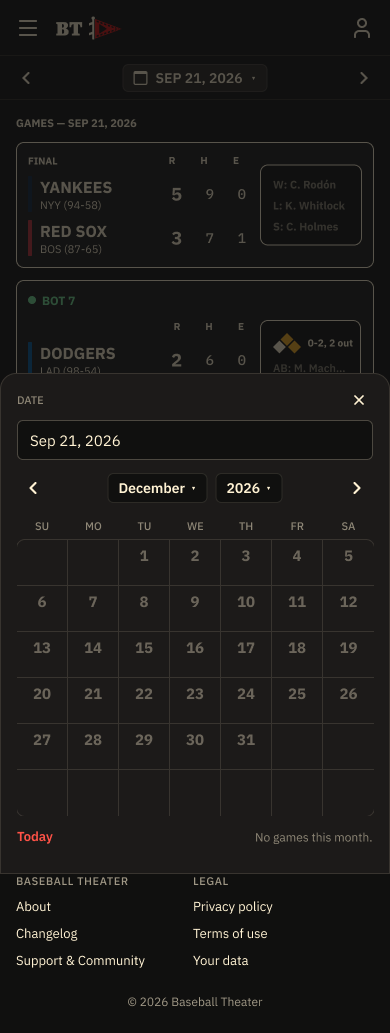 BT
SEP 21, 2026
GAMES — SEP 21, 2026
FINAL R H E
YANKEES 5 9 0
NYY (94-58)
RED SOX 3 7 1
BOS (87-65)
W: C. Rodón
L: K. Whitlock
S: C. Holmes
BOT 7
R H E
DODGERS 2 6 0
LAD (98-54)
0-2, 2 out
AB: M. Mach...
DATE
Sep 21, 2026
December 2026
SU MO TU WE TH FR SA
1 2 3 4 5
6 7 8 9 10 11 12
13 14 15 16 17 18 19
20 21 22 23 24 25 26
27 28 29 30 31
Today No games this month.
BASEBALL THEATER
About
Changelog
Support & Community
LEGAL
Privacy policy
Terms of use
Your data
© 2026 Baseball Theater